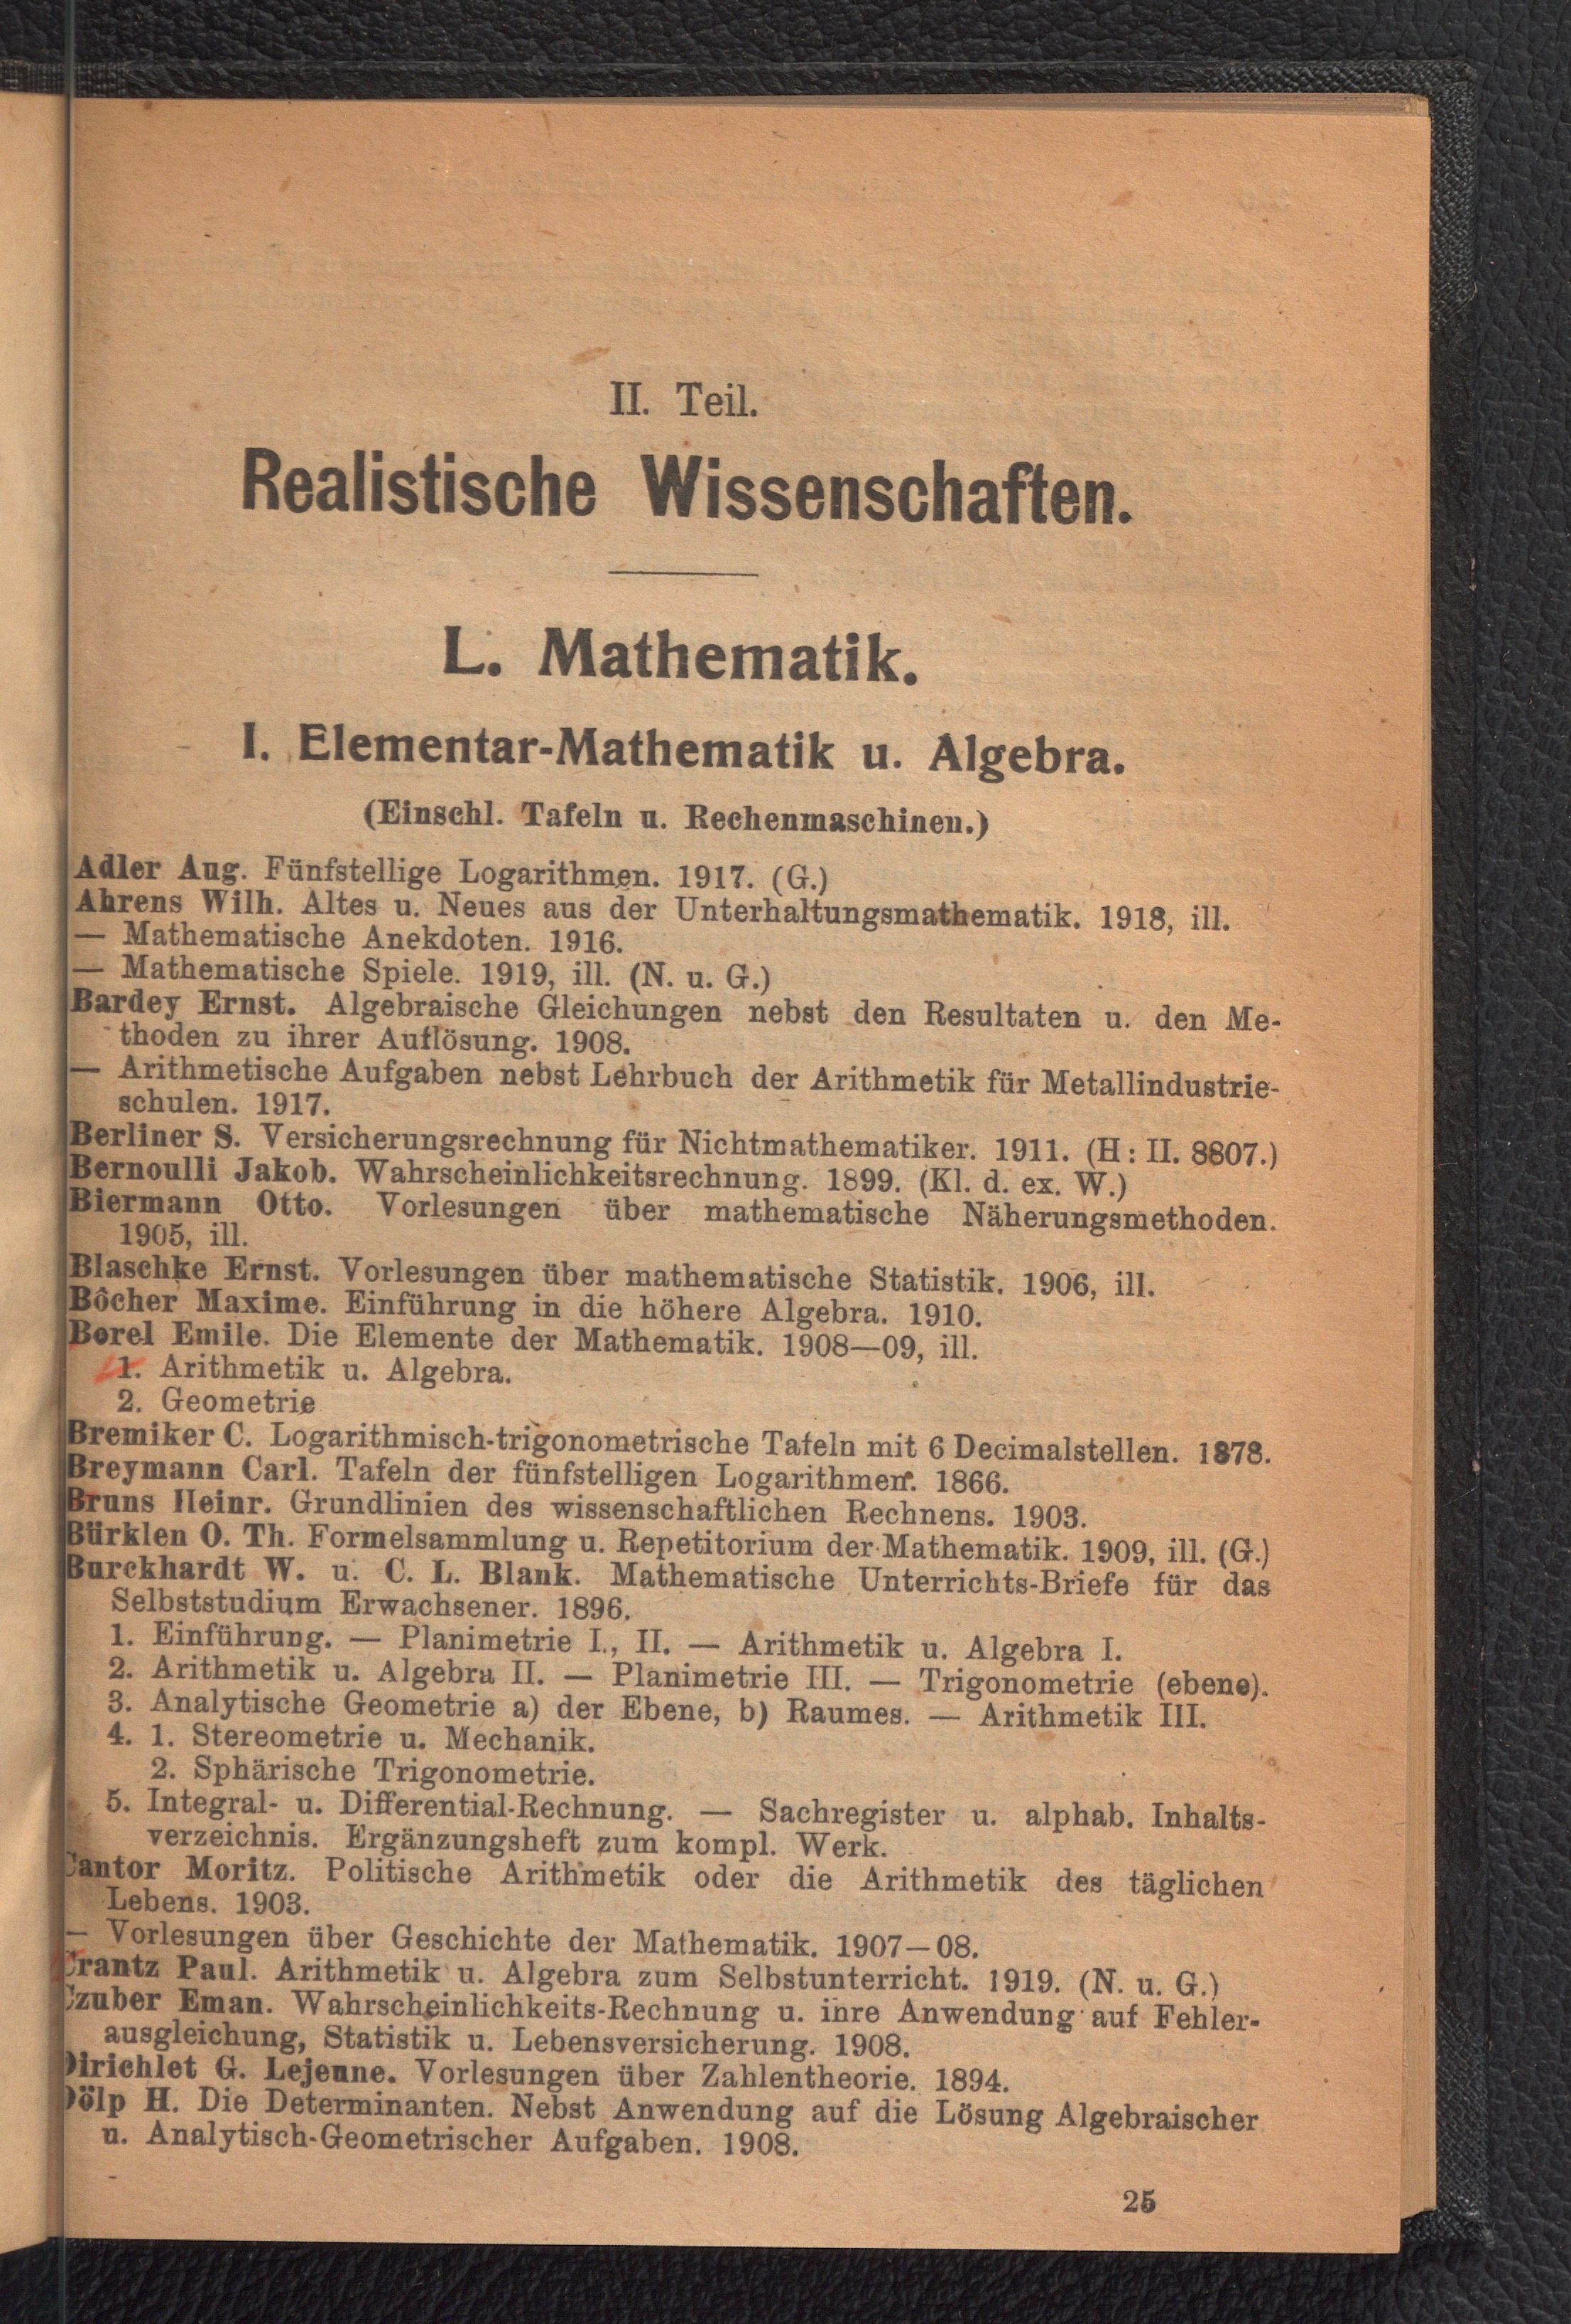 II. Teil.
Realistische Wissenschaften.
L. Mathematik.
I. Elementar-Mathematik u. Algebra.
(Einschl. Tafeln u. Rechenmaschinen.)
Adler Aug. Fünfstellige Logarithmen. 1917. (G.)
Ahrens Wilh. Altes u. Neues aus der Unterhaltungsmathematik. 1918, ill.
— Mathematische Anekdoten. 1916.
— Mathematische Spiele. 1919, ill. (N. u. G.)
Bardey Ernst. Algebraische Gleichungen nebst den Resultaten u. den Me-
thoden zu ihrer Auflösung. 1908.
— Arithmetische Aufgaben nebst Lehrbuch der Arithmetik für Metallindustrie-
schulen. 1917.
Berliner S. Versicherungsrechnung für Nichtmathematiker. 1911. (H: II. 8807.)
Bernoulli Jakob. Wahrscheinlichkeitsrechnung. 1899. (Kl. d. ex. W.)
Biermann Otto. Vorlesungen über mathematische Näherungsmethoden.
1905, ill.
Blaschke Ernst. Vorlesungen über mathematische Statistik. 1906, ill.
Bôcher Maxime. Einführung in die höhere Algebra. 1910.
Borel Emile. Die Elemente der Mathematik. 1908—09, ill.
1. Arithmetik u. Algebra.
2. Geometrie
Bremiker C. Logarithmisch-trigonometrische Tafeln mit 6 Decimalstellen. 1878.
Breymann Carl. Tafeln der fünfstelligen Logarithmen. 1866.
Bruns Heinr. Grundlinien des wissenschaftlichen Rechnens. 1903.
Bürklen O. Th. Formelsammlung u. Repetitorium der Mathematik. 1909, ill. (G.)
Burckhardt W. u. C. L. Blank. Mathematische Unterrichts-Briefe für das
Selbststudium Erwachsener. 1896.
1. Einführung. — Planimetrie I., II. — Arithmetik u. Algebra I.
2. Arithmetik u. Algebra II. — Planimetrie III. — Trigonometrie (ebene).
3. Analytische Geometrie a) der Ebene, b) Raumes. — Arithmetik III.
4. 1. Stereometrie u. Mechanik.
2. Sphärische Trigonometrie.
5. Integral- u. Differential-Rechnung. — Sachregister u. alphab. Inhalts-
verzeichnis. Ergänzungsheft zum kompl. Werk.
Cantor Moritz. Politische Arithmetik oder die Arithmetik des täglichen
Lebens. 1903.
— Vorlesungen über Geschichte der Mathematik. 1907—08.
Crantz Paul. Arithmetik u. Algebra zum Selbstunterricht. 1919. (N. u. G.)
Czuber Eman. Wahrscheinlichkeits-Rechnung u. ihre Anwendung auf Fehler-
ausgleichung, Statistik u. Lebensversicherung. 1908.
Dirichlet G. Lejeune. Vorlesungen über Zahlentheorie. 1894.
Dölp H. Die Determinanten. Nebst Anwendung auf die Lösung Algebraischer
u. Analytisch-Geometrischer Aufgaben. 1908.
25